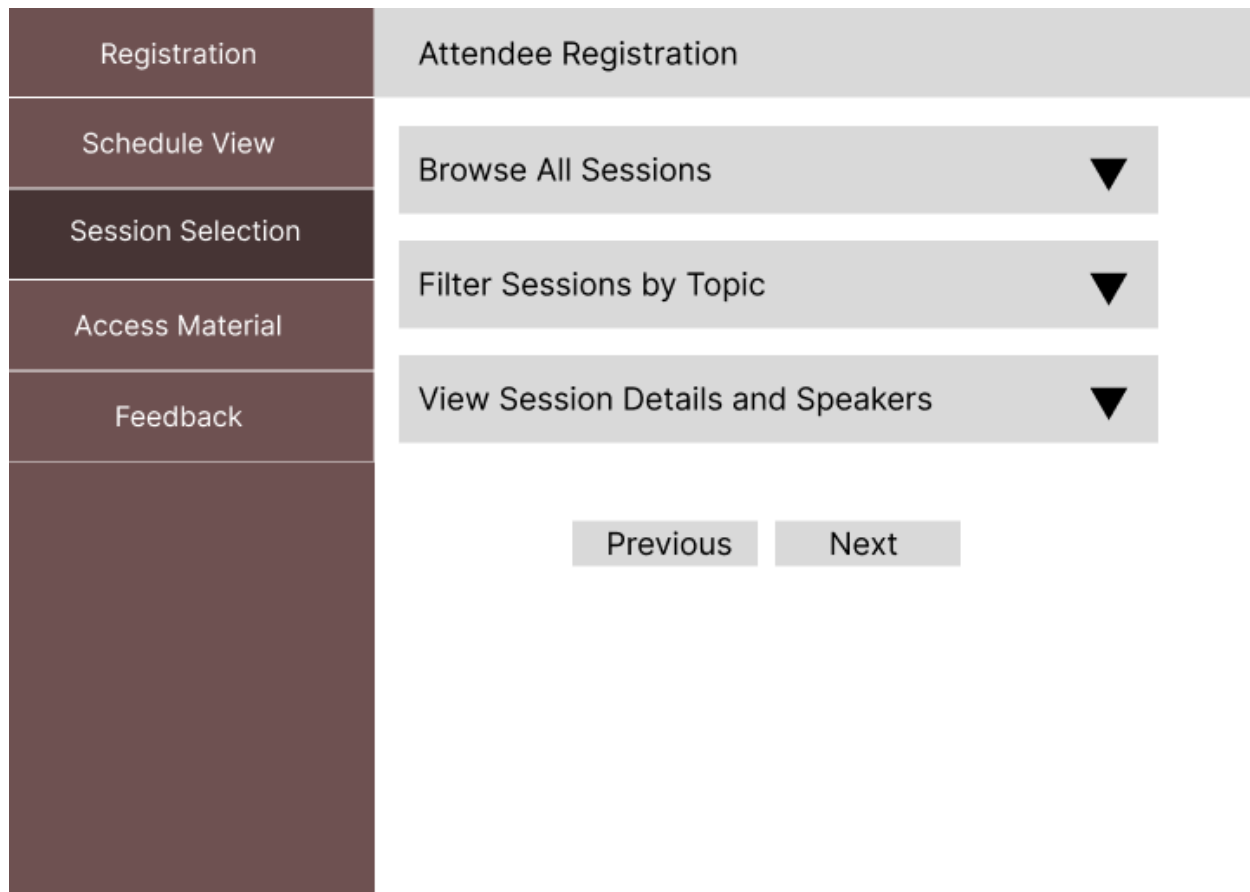 Registration
Schedule View
Session Selection
Access Material
Feedback
Attendee Registration
Browse All Sessions
Filter Sessions by Topic
View Session Details and Speakers
Previous
Next